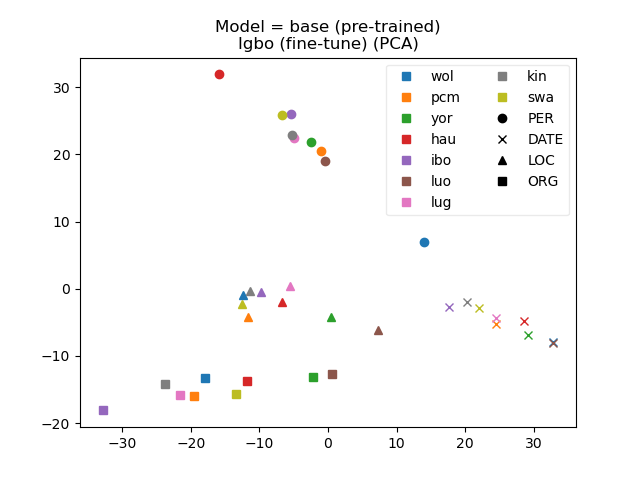 Model = base (pre-trained)
Igbo (fine-tune) (PCA)
wol
pcm
yor
hau
ibo
luo
lug
kin
swa
PER
DATE
LOC
ORG
30
20
10
0
−10
−20
−30
−20
−10
0
10
20
30